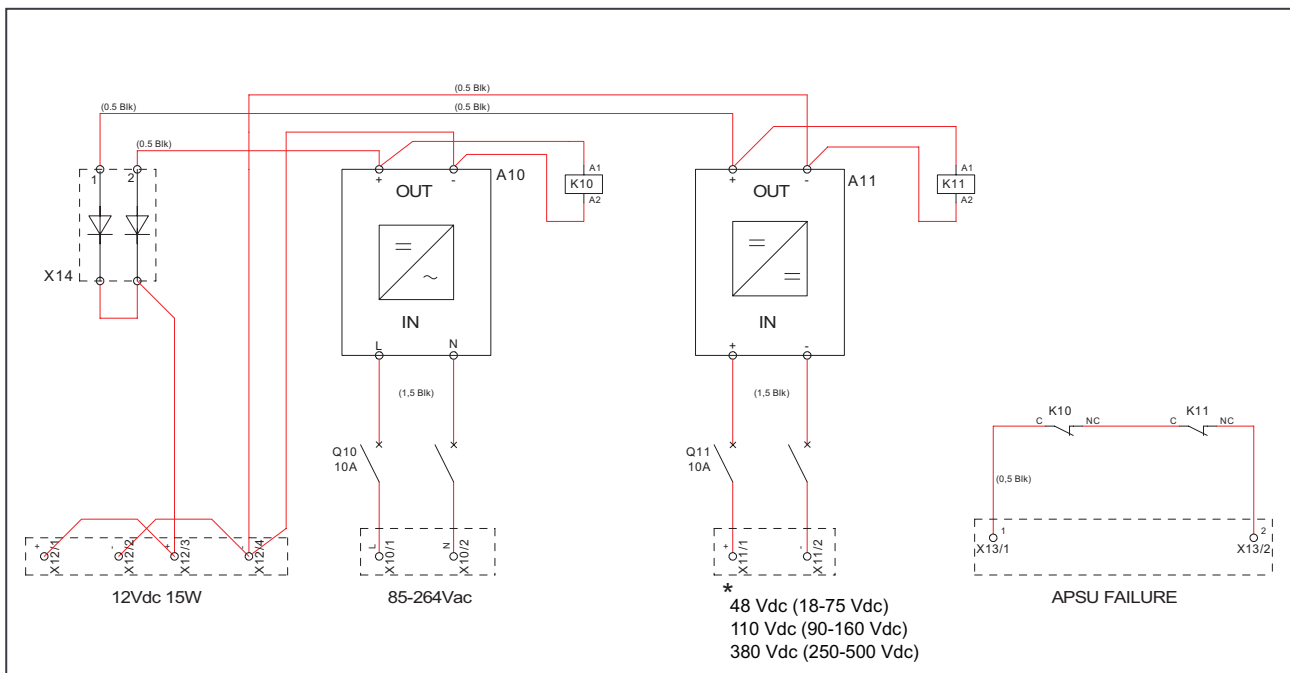 (0.5 Blk)
(0.5 Blk)
(0.5 Blk)
(0.5 Blk)
1
2
X14
+
-
A10
OUT
IN
L
N
A1
K10
A2
+
-
A11
OUT
IN
+
-
A1
K11
A2
(1,5 Blk)
(1,5 Blk)
Q10
10A
Q11
10A
K10
C
NC
K11
C
NC
(0,5 Blk)
+
X12/1
-
X12/2
+
X12/3
-
X12/4
12Vdc 15W
L
X10/1
N
X10/2
85-264Vac
+
X11/1
-
X11/2
*
48 Vdc (18-75 Vdc)
110 Vdc (90-160 Vdc)
380 Vdc (250-500 Vdc)
1
X13/1
2
X13/2
APSU FAILURE